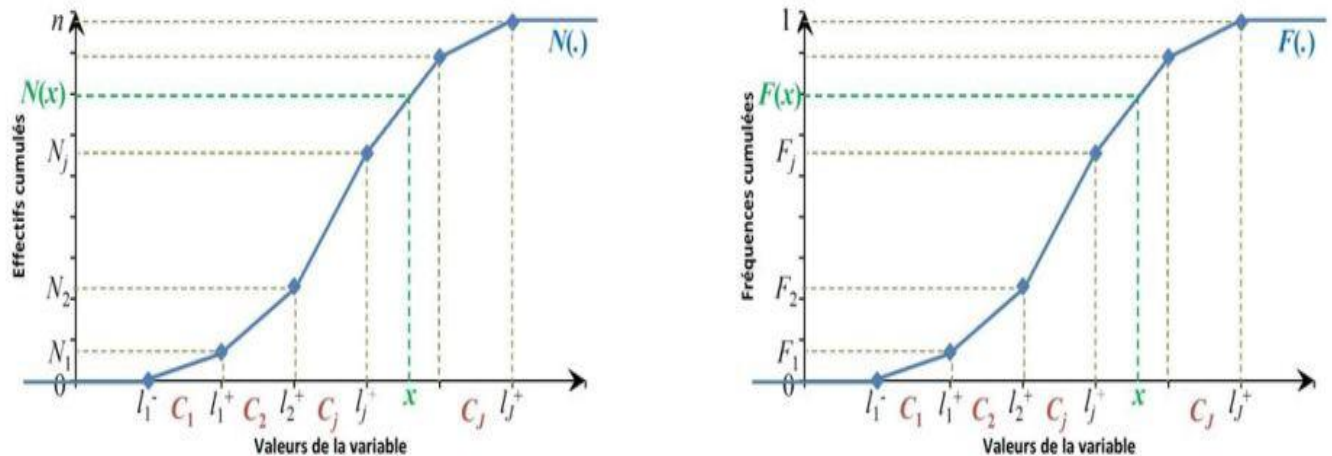 n
N(.)
N(x)
Effectifs cumulés
N_j
N_2
N_1
0
l_1^- C_1 l_1^+ C_2 l_2^+ C_j l_j^+ x C_J l_J^+
Valeurs de la variable
1
F(.)
F(x)
Fréquences cumulées
F_j
F_2
F_1
0
l_1^- C_1 l_1^+ C_2 l_2^+ C_j l_j^+ x C_J l_J^+
Valeurs de la variable